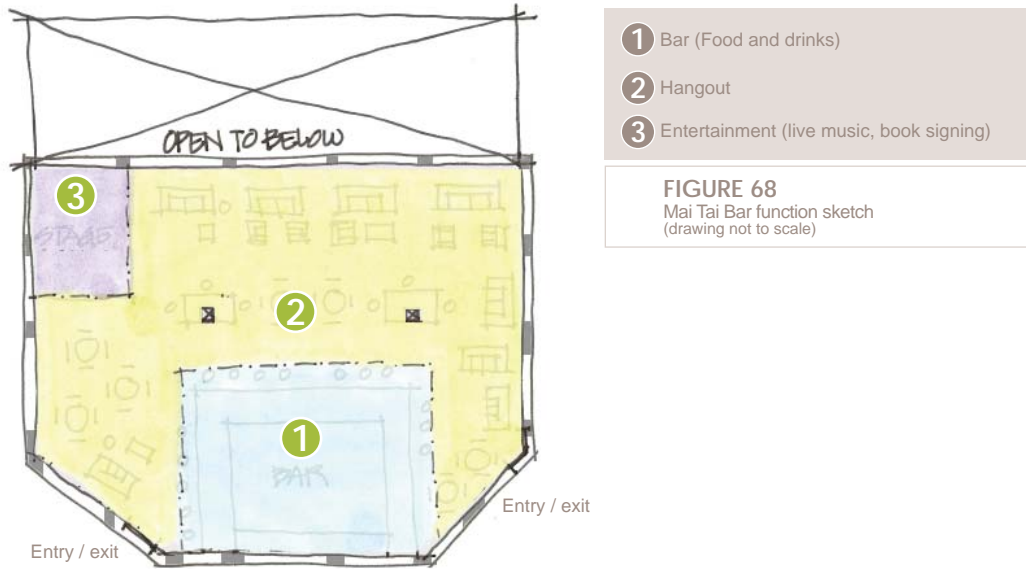 OPEN TO BELOW
3
STAGE
2
1
BAR
Entry / exit
Entry / exit
1 Bar (Food and drinks)
2 Hangout
3 Entertainment (live music, book signing)
FIGURE 68
Mai Tai Bar function sketch
(drawing not to scale)